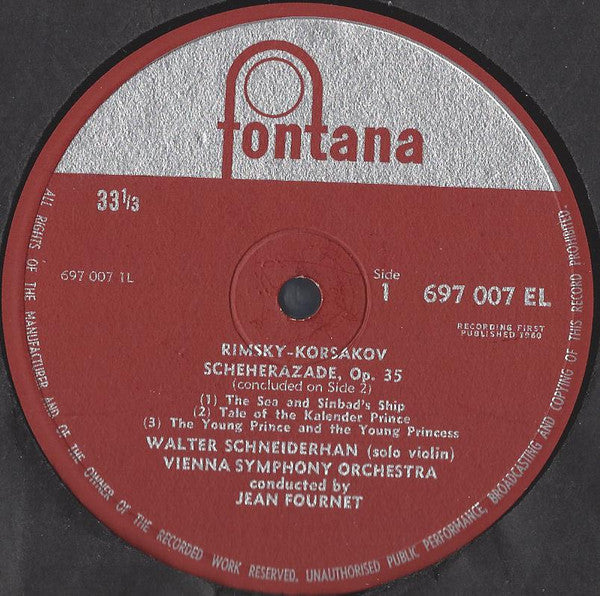 fontana
33 1/3
697 007 1L
Side
1
697 007 EL
RECORDING FIRST
PUBLISHED 1960
RIMSKY-KORSAKOV
SCHEHERAZADE, Op. 35
(concluded on Side 2)
(1) The Sea and Sinbad's Ship
(2) Tale of the Kalender Prince
(3) The Young Prince and the Young Princess
WALTER SCHNEIDERHAN (solo violin)
VIENNA SYMPHONY ORCHESTRA
conducted by
JEAN FOURNET
ALL RIGHTS OF THE MANUFACTURER AND OF THE OWNER OF THE RECORDED WORK RESERVED. UNAUTHORISED PUBLIC PERFORMANCE, BROADCASTING AND COPYING OF THIS RECORD PROHIBITED.